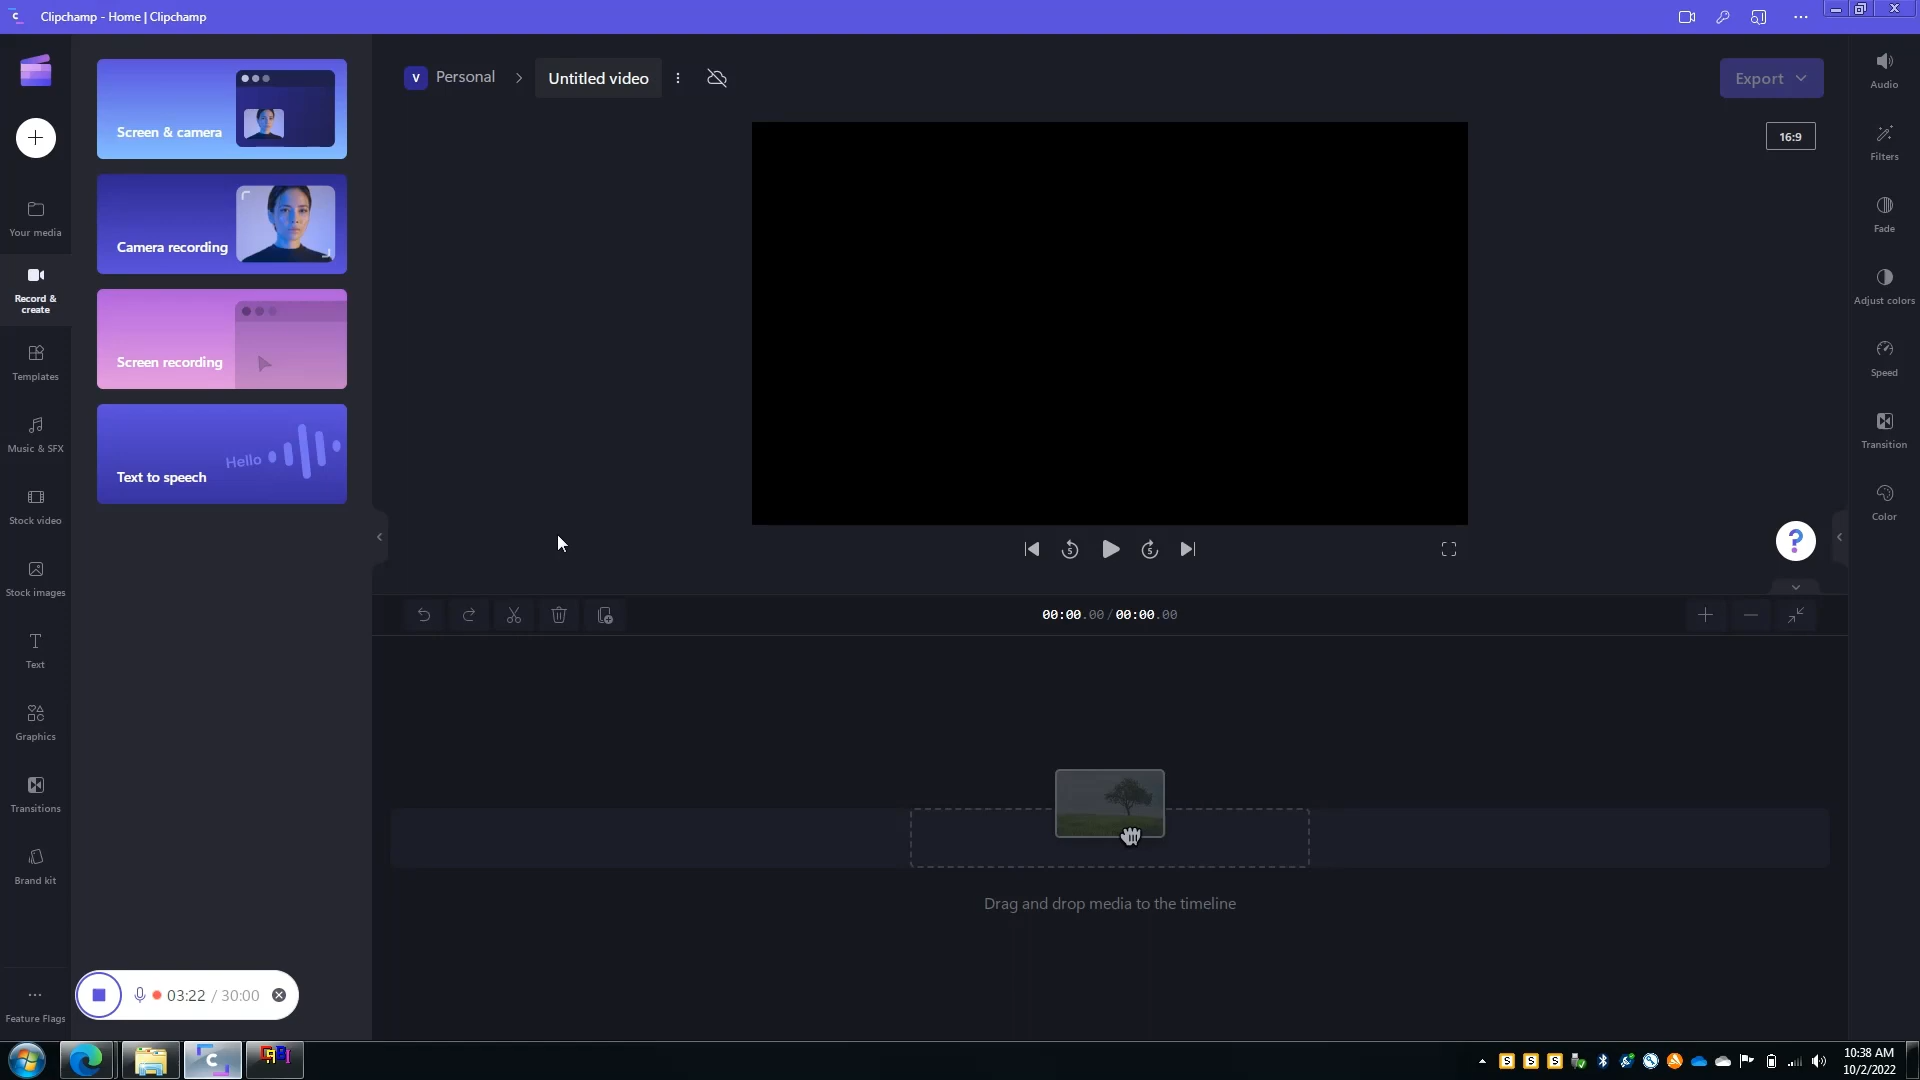 Clipchamp - Home | Clipchamp
Screen & camera
Camera recording
Screen recording
Hello
Text to speech
Your media
Record &
create
Templates
Music & SFX
Stock video
Stock images
Text
Graphics
Transitions
Brand kit
Feature Flags
V Personal
Untitled video
Export
16:9
5
5
?
00:00.00 / 00:00.00
Drag and drop media to the timeline
Audio
Filters
Fade
Adjust colors
Speed
Transition
Color
03:22 / 30:00
S
S
S
10:38 AM
10/2/2022